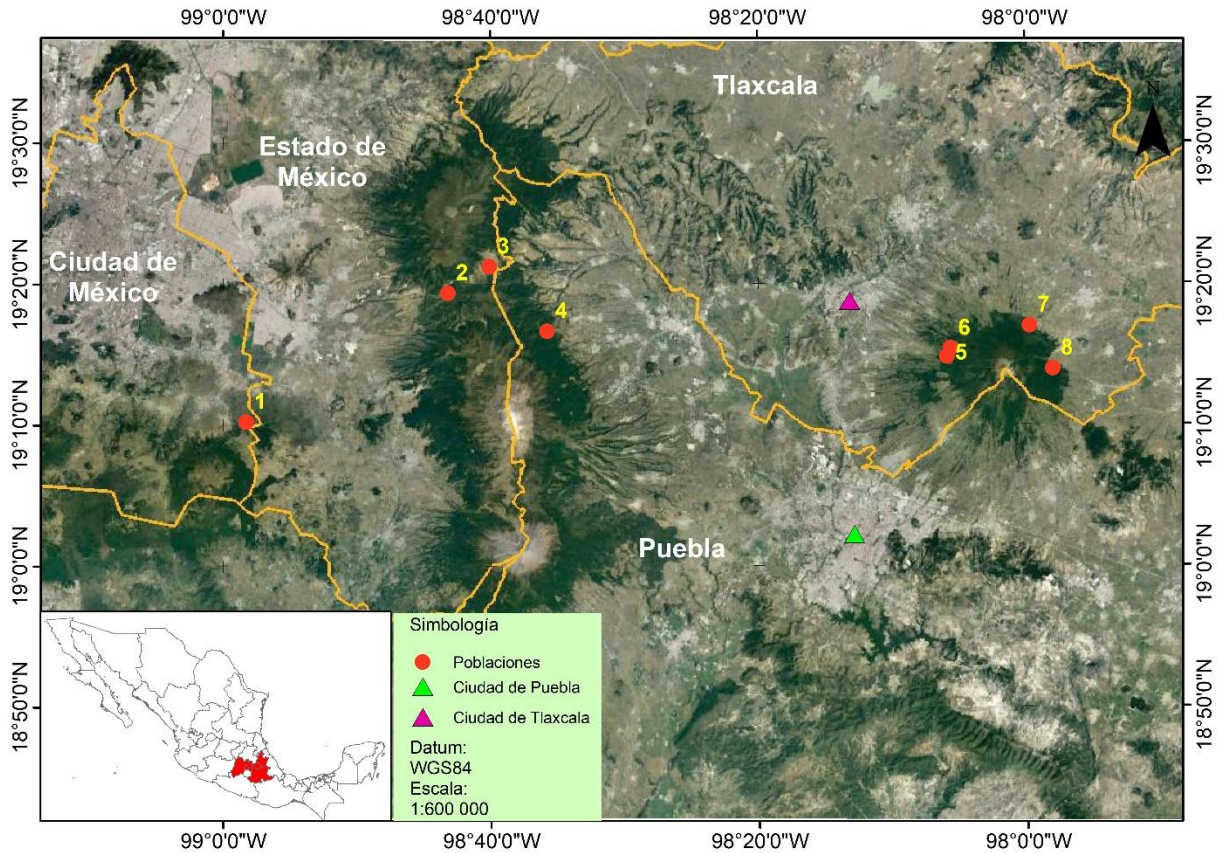 99°0'0"W 98°40'0"W 98°20'0"W 98°0'0"W
19°30'0"N
19°20'0"N
19°10'0"N
19°0'0"N
18°50'0"N
Tlaxcala
N
Estado de
México
Ciudad de
México
Puebla
1
2
3
4
5
6
7
8
19°30'0"N
19°20'0"N
19°10'0"N
19°0'0"N
18°50'0"N
Simbología
Poblaciones
Ciudad de Puebla
Ciudad de Tlaxcala
Datum:
WGS84
Escala:
1:600 000
99°0'0"W 98°40'0"W 98°20'0"W 98°0'0"W